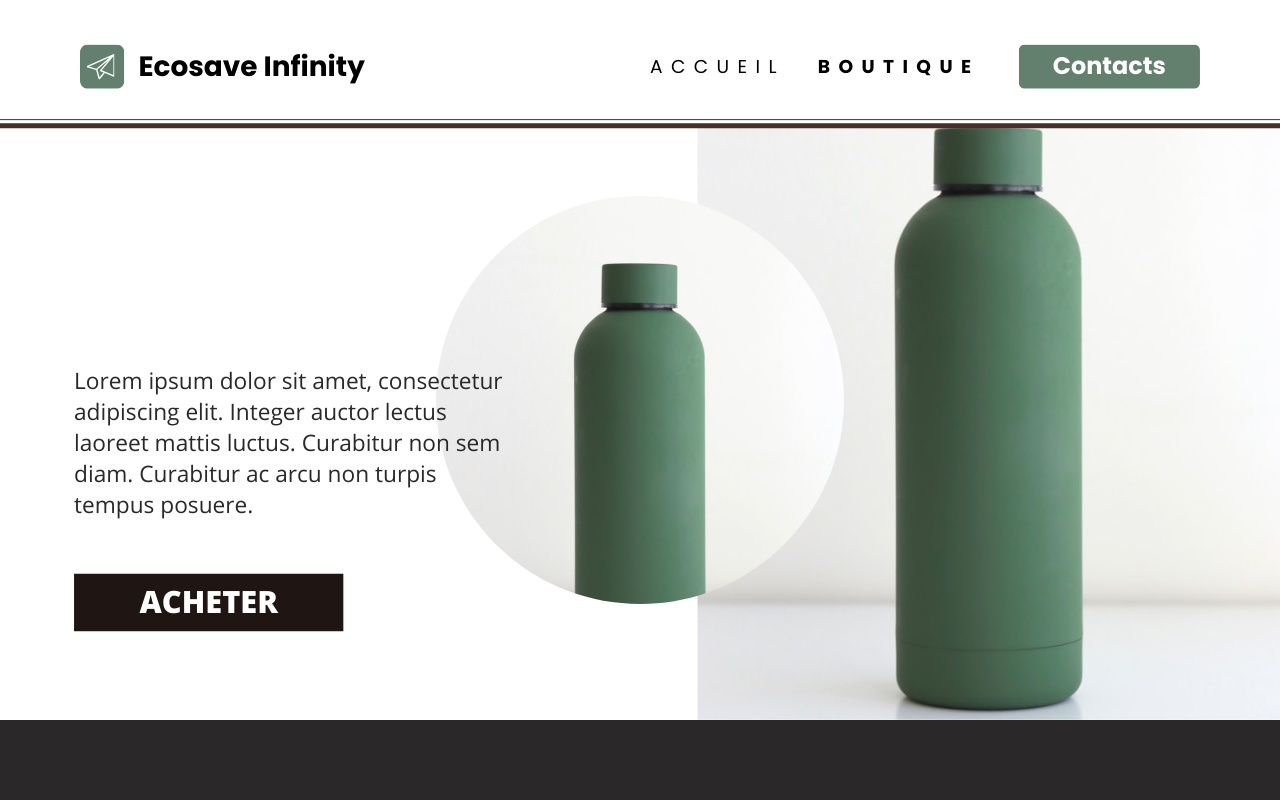 Ecosave Infinity
ACCUEIL
BOUTIQUE
Contacts
Lorem ipsum dolor sit amet, consectetur
adipiscing elit. Integer auctor lectus
laoreet mattis luctus. Curabitur non sem
diam. Curabitur ac arcu non turpis
tempus posuere.
ACHETER